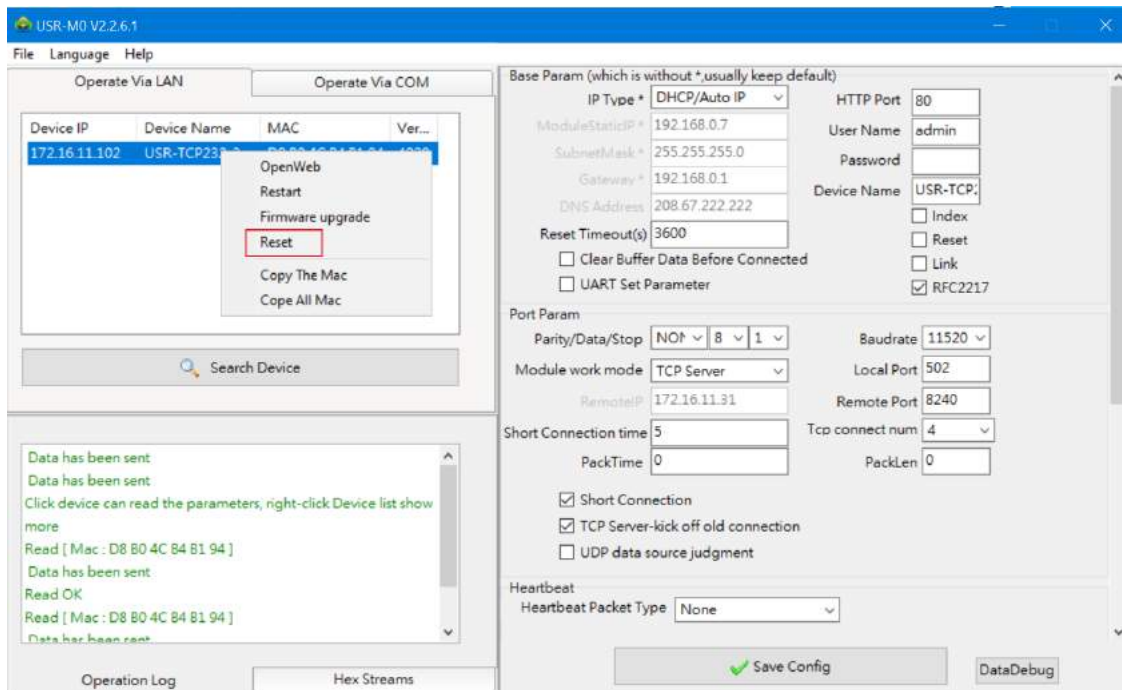 USR-M0 V2.2.6.1
File Language Help
Operate Via LAN Operate Via COM
Device IP Device Name MAC Ver...
172.16.11.102
OpenWeb
Restart
Firmware upgrade
Reset
Copy The Mac
Cope All Mac
Search Device
Data has been sent
Data has been sent
Click device can read the parameters, right-click Device list show
more
Read [ Mac : D8 B0 4C B4 B1 94 ]
Data has been sent
Read OK
Read [ Mac : D8 B0 4C B4 B1 94 ]
Data has been sent
Operation Log Hex Streams
Base Param (which is without *,usually keep default)
IP Type * DHCP/Auto IP HTTP Port 80
ModuleStaticIP * 192.168.0.7 User Name admin
SubnetMask * 255.255.255.0 Password
Gateway * 192.168.0.1 Device Name USR-TCP:
DNS Address 208.67.222.222 Index
Reset Timeout(s) 3600 Reset
Clear Buffer Data Before Connected Link
UART Set Parameter RFC2217
Port Param
Parity/Data/Stop 8 1 Baudrate 11520
Module work mode TCP Server Local Port 502
RemoteIP 172.16.11.31 Remote Port 8240
Short Connection time 5 Tcp connect num 4
PackTime 0 PackLen 0
Short Connection
TCP Server-kick off old connection
UDP data source judgment
Heartbeat
Heartbeat Packet Type None
Save Config DataDebug